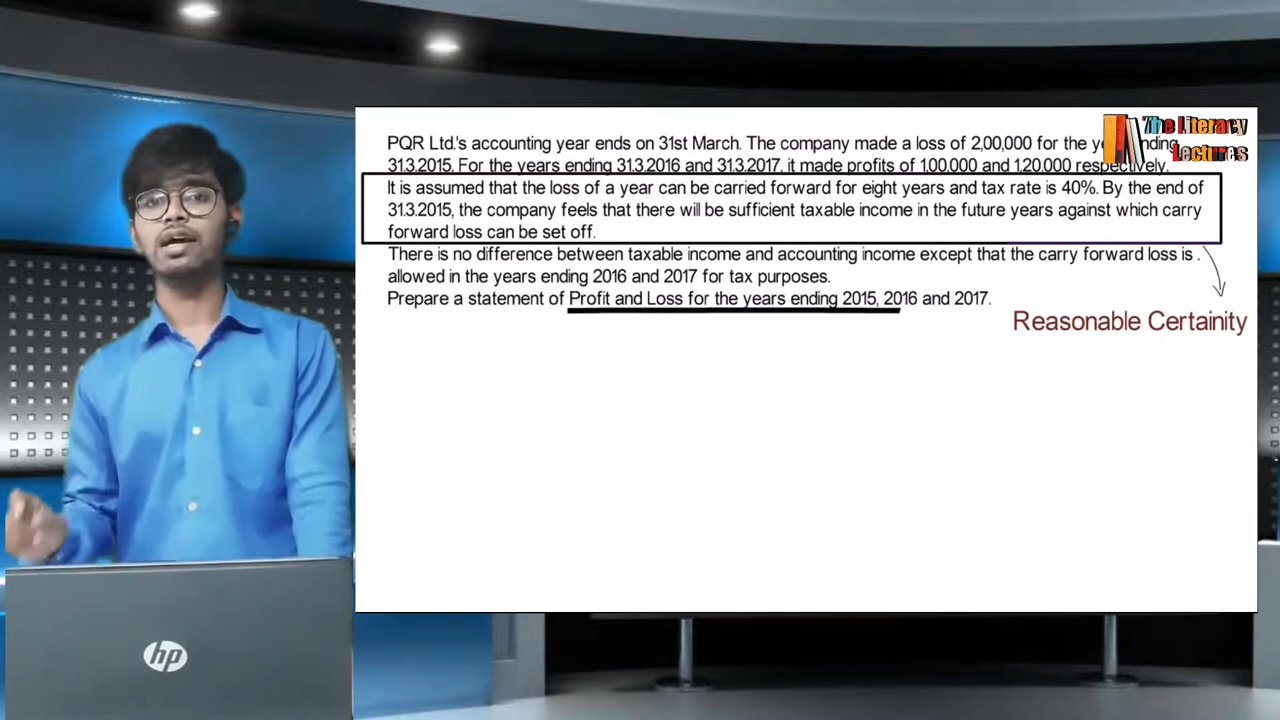 PQR Ltd.'s accounting year ends on 31st March. The company made a loss of 2,00,000 for the
The Literacy
Lectures
31.3.2015. For the years ending 31.3.2016 and 31.3.2017, it made profits of 1,00,000 and 1,20,000 respectively.
It is assumed that the loss of a year can be carried forward for eight years and tax rate is 40%. By the end of
31.3.2015, the company feels that there will be sufficient taxable income in the future years against which carry
forward loss can be set off.
There is no difference between taxable income and accounting income except that the carry forward loss is .
allowed in the years ending 2016 and 2017 for tax purposes.
Prepare a statement of Profit and Loss for the years ending 2015, 2016 and 2017.
Reasonable Certainity
hp